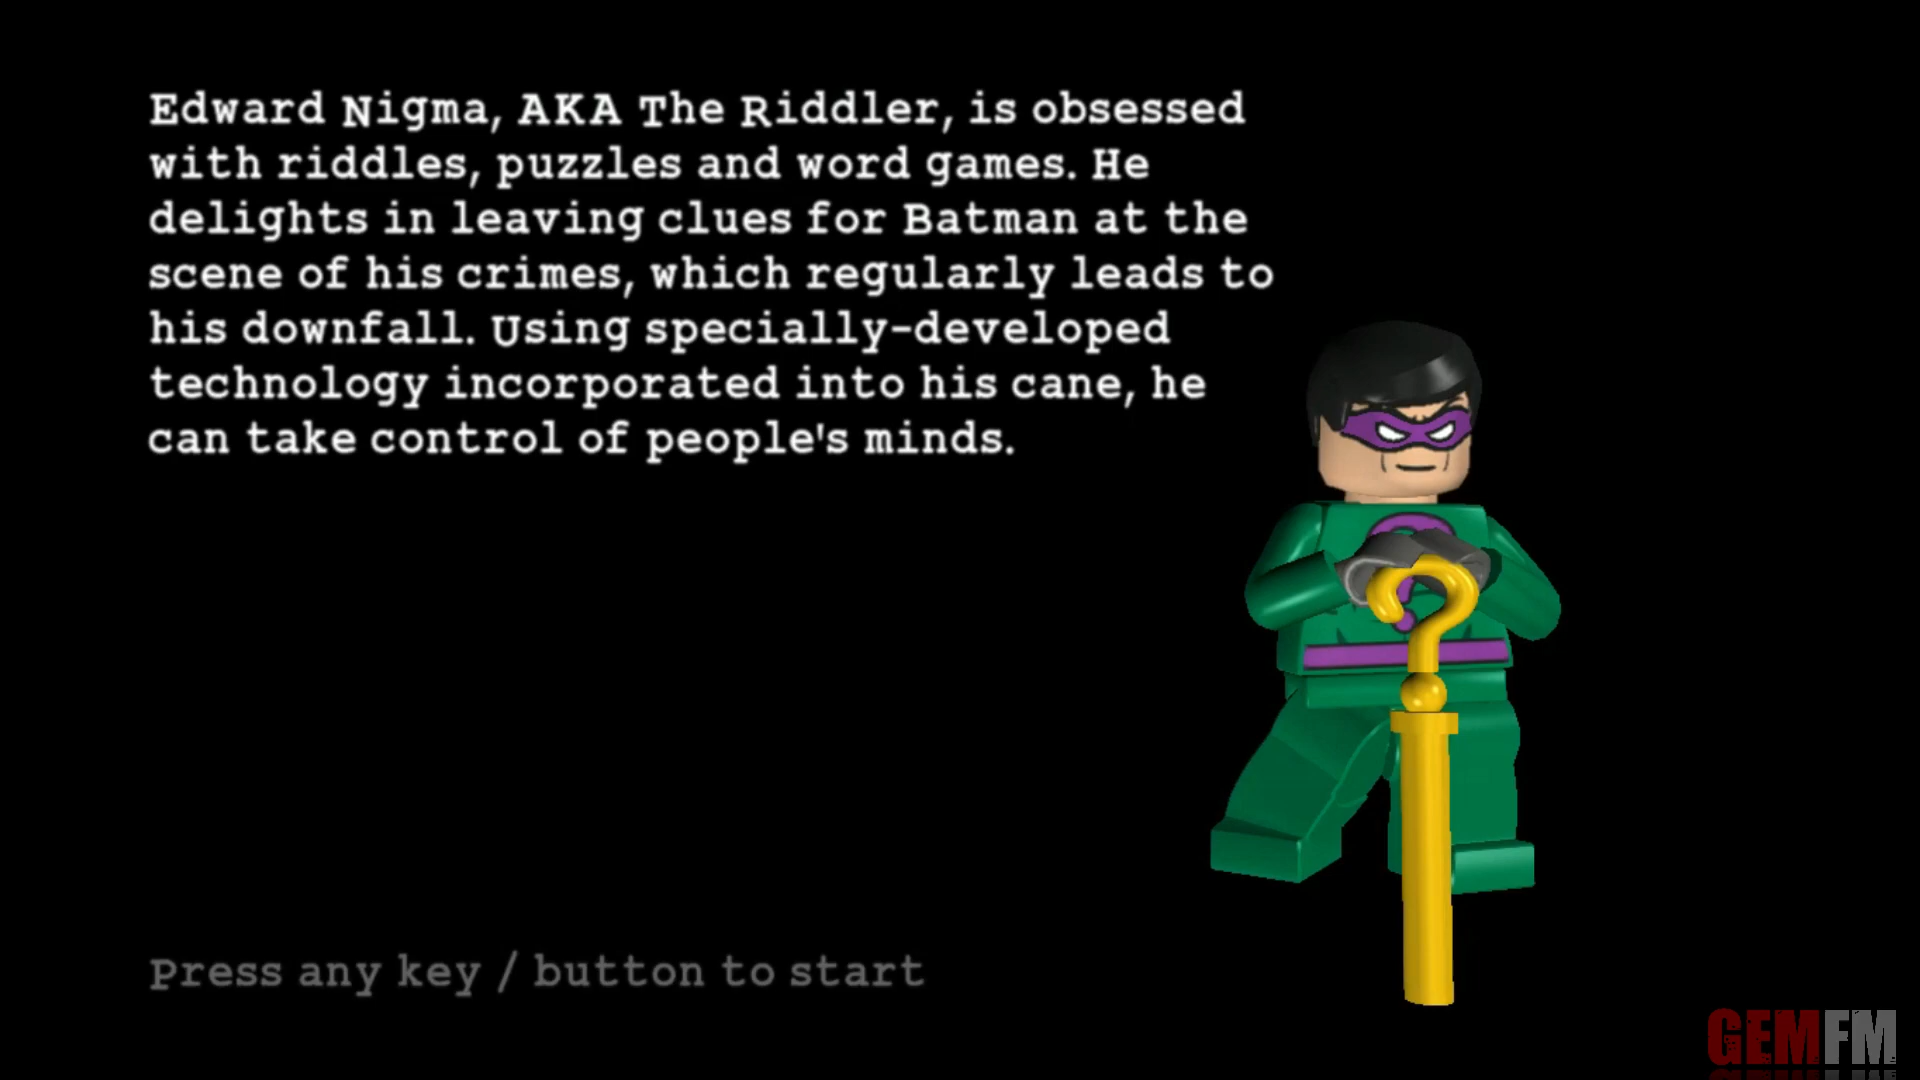 Edward Nigma, AKA The Riddler, is obsessed
with riddles, puzzles and word games. He
delights in leaving clues for Batman at the
scene of his crimes, which regularly leads to
his downfall. Using specially-developed
technology incorporated into his cane, he
can take control of people's minds.
Press any key / button to start
GEMFM